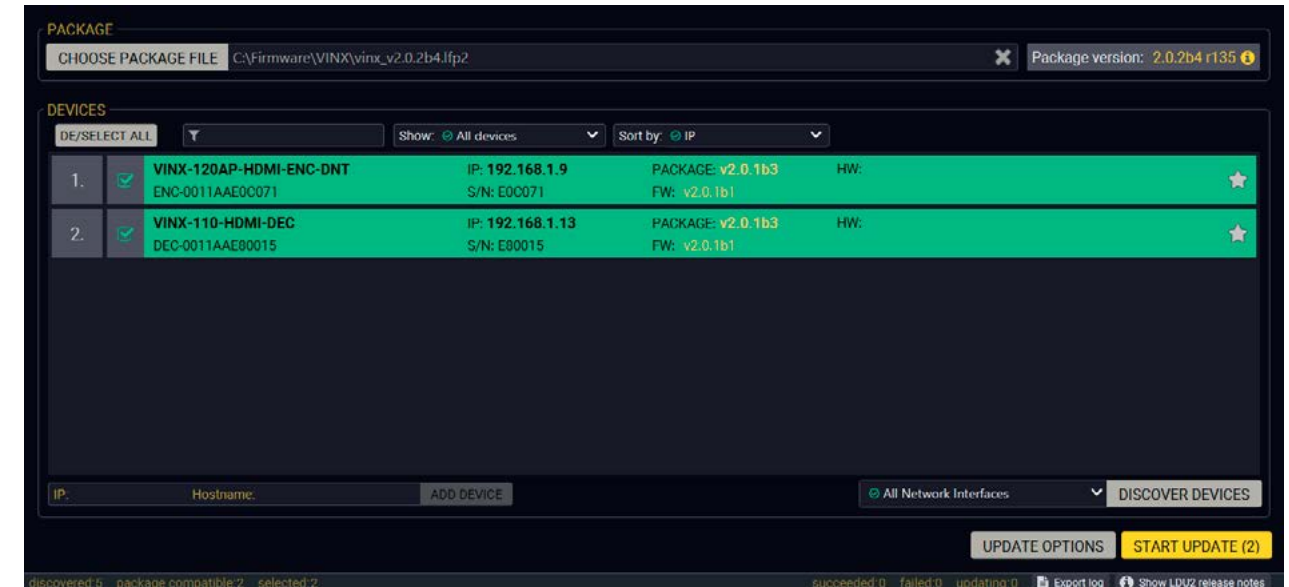 PACKAGE
CHOOSE PACKAGE FILE C:\Firmware\VINX\vinx_v2.0.2b4.lfp2 Package version: 2.0.2b4 r135
DEVICES
DE/SELECT ALL Show: All devices Sort by: IP
1. VINX-120AP-HDMI-ENC-DNT IP: 192.168.1.9 PACKAGE: v2.0.1b3 HW:
ENC-0011AAE0C071 S/N: E0C071 FW: v2.0.1b1
2. VINX-110-HDMI-DEC IP: 192.168.1.13 PACKAGE: v2.0.1b3 HW:
DEC-0011AAE80015 S/N: E80015 FW: v2.0.1b1
IP: Hostname: ADD DEVICE All Network Interfaces DISCOVER DEVICES
UPDATE OPTIONS START UPDATE (2)
discovered:5 package compatible:2 selected:2 succeeded:0 failed:0 updating:0 Export log Show LDU2 release notes